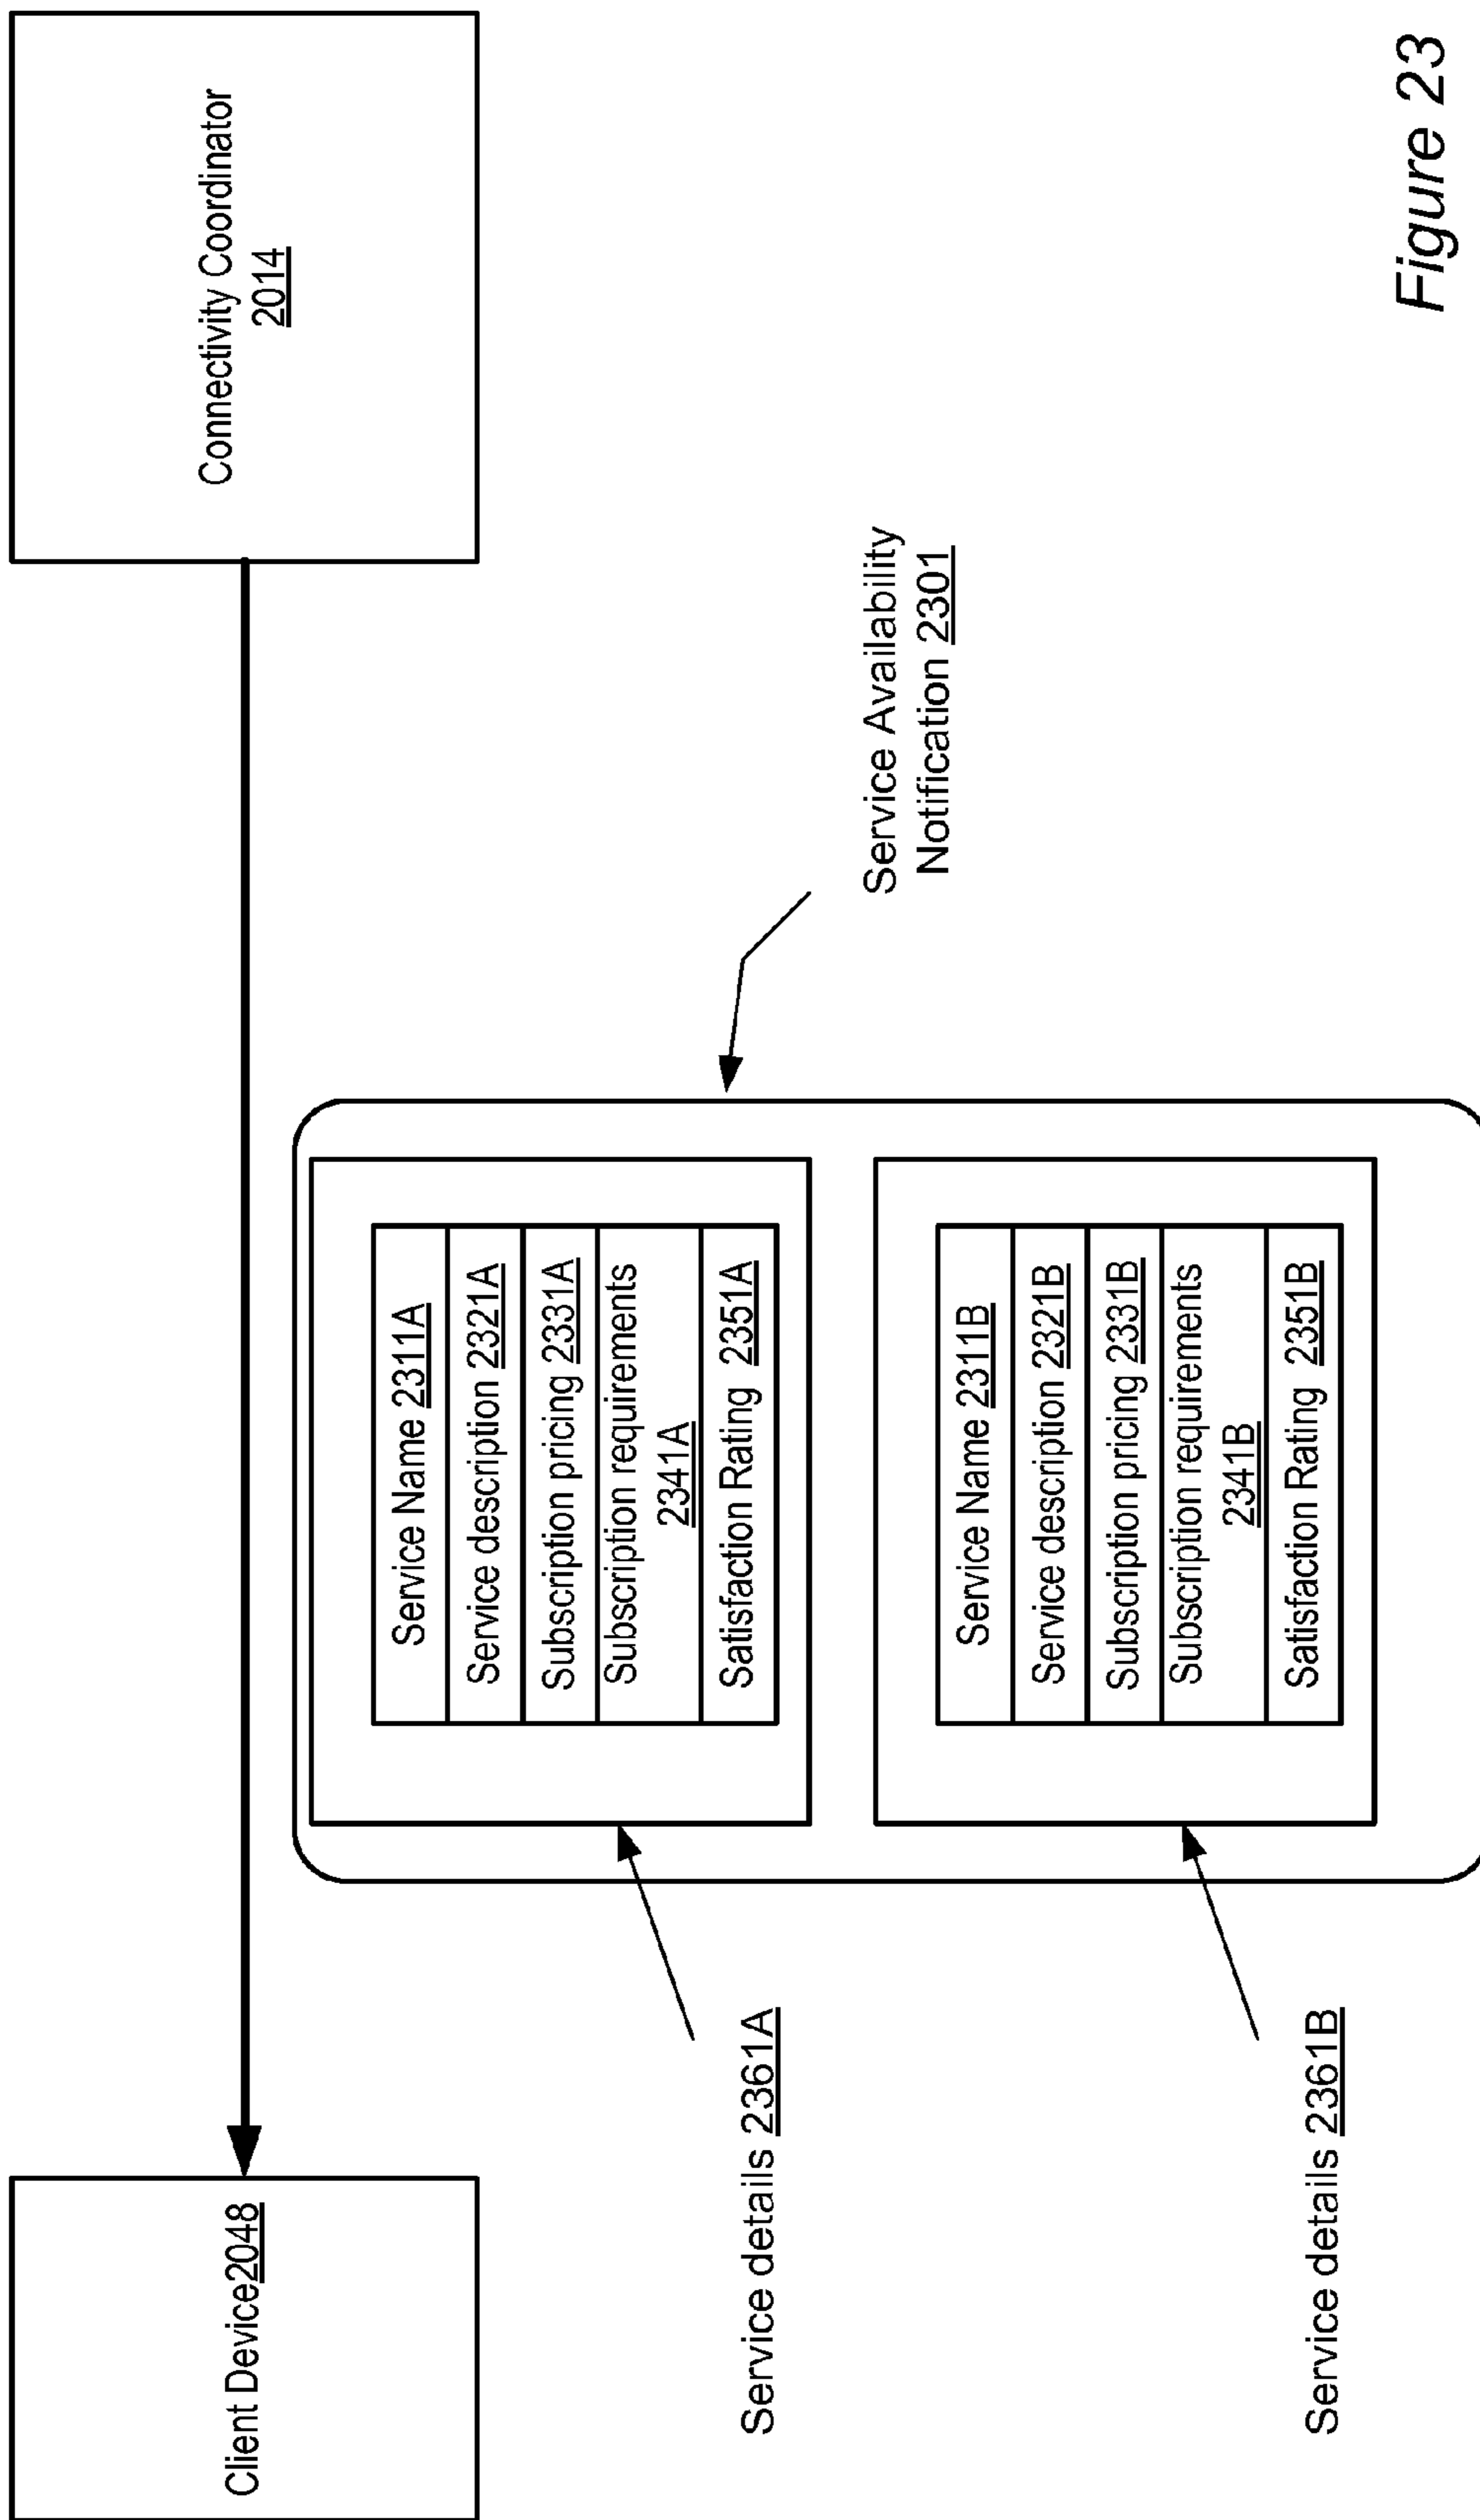 Client Device2048
Connectivity Coordinator
2014
Service Name 2311A
Service description 2321A
Subscription pricing 2331A
Subscription requirements
2341A
Satisfaction Rating 2351A
Service details 2361A
Service Availability
Notification 2301
Service Name 2311B
Service description 2321B
Subscription pricing 2331B
Subscription requirements
2341B
Satisfaction Rating 2351B
Service details 2361B
Figure 23